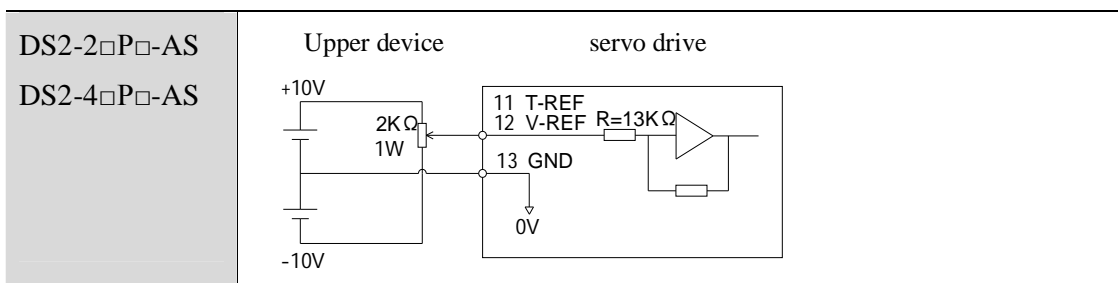 DS2-2□P□-AS
DS2-4□P□-AS
Upper device servo drive
+10V
11 T-REF
2KΩ 12 V-REF R=13KΩ
1W
13 GND
0V
-10V